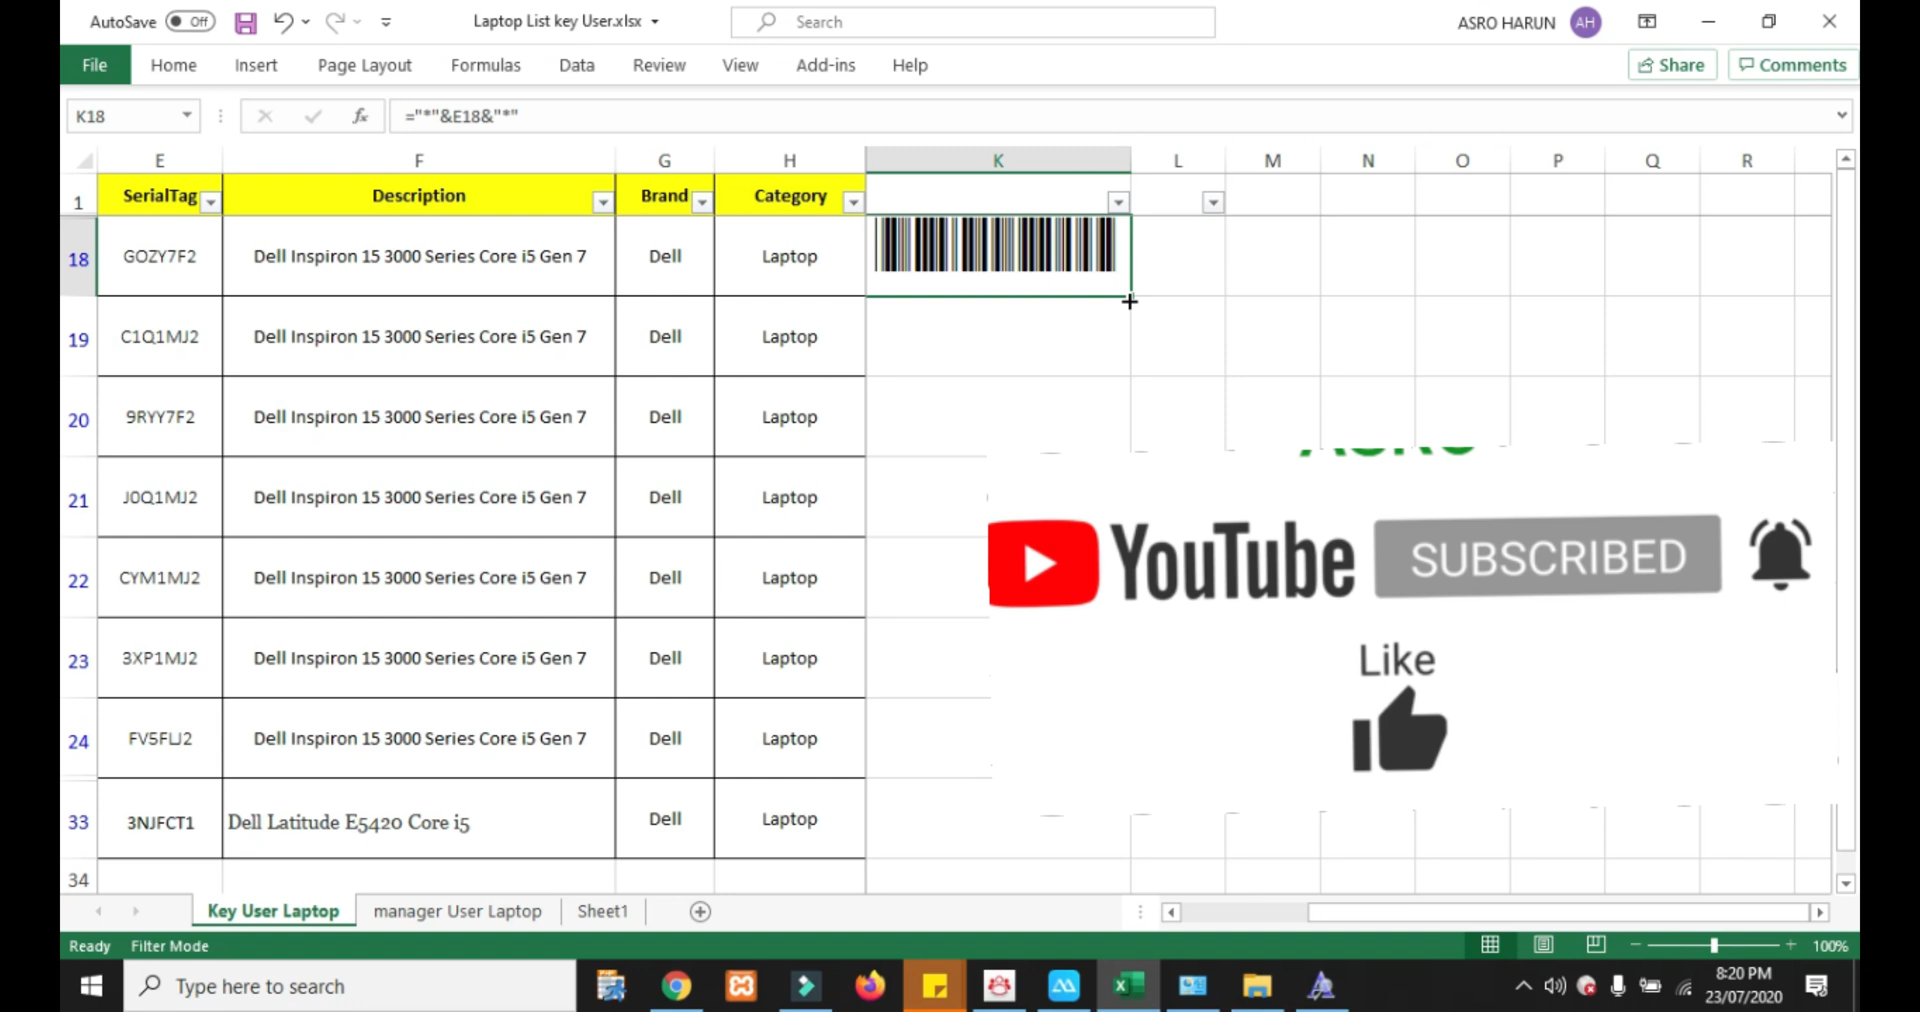 AutoSave Off
Laptop List key User.xlsx
Search
ASRO HARUN AH
File Home Insert Page Layout Formulas Data Review View Add-ins Help Share Comments
K18 fx ="*"&E18&"*"
E F G H K L M N O P Q R
1 SerialTag Description Brand Category
18 GOZY7F2 Dell Inspiron 15 3000 Series Core i5 Gen 7 Dell Laptop
19 C1Q1MJ2 Dell Inspiron 15 3000 Series Core i5 Gen 7 Dell Laptop
20 9RYY7F2 Dell Inspiron 15 3000 Series Core i5 Gen 7 Dell Laptop
21 J0Q1MJ2 Dell Inspiron 15 3000 Series Core i5 Gen 7 Dell Laptop
22 CYM1MJ2 Dell Inspiron 15 3000 Series Core i5 Gen 7 Dell Laptop
23 3XP1MJ2 Dell Inspiron 15 3000 Series Core i5 Gen 7 Dell Laptop
24 FV5FLJ2 Dell Inspiron 15 3000 Series Core i5 Gen 7 Dell Laptop
33 3NJFCT1 Dell Latitude E5420 Core i5 Dell Laptop
34
YouTube SUBSCRIBED
Like
Key User Laptop manager User Laptop Sheet1
Ready Filter Mode 100%
Type here to search
8:20 PM
23/07/2020